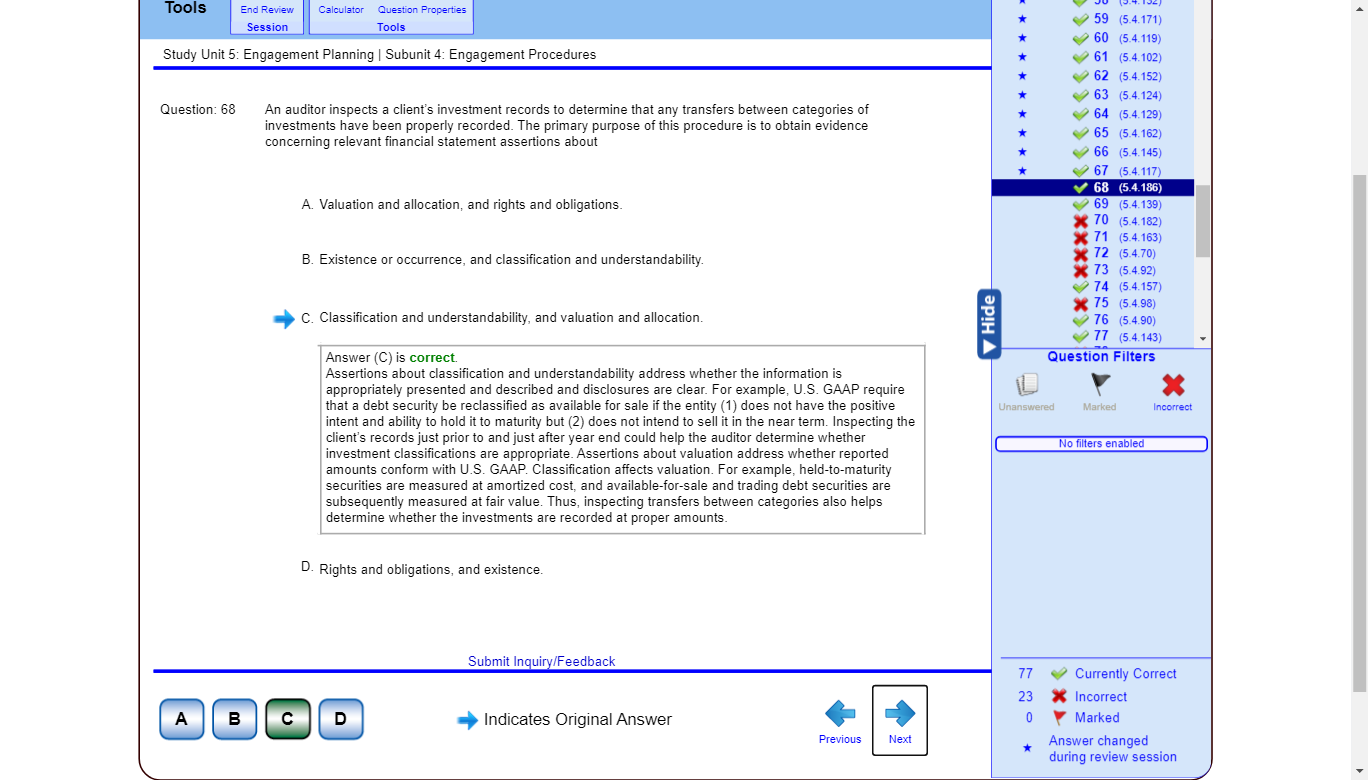 Tools
End Review
Session
Calculator Question Properties
Tools
Study Unit 5: Engagement Planning | Subunit 4: Engagement Procedures
Question: 68
An auditor inspects a client's investment records to determine that any transfers between categories of
investments have been properly recorded. The primary purpose of this procedure is to obtain evidence
concerning relevant financial statement assertions about
A. Valuation and allocation, and rights and obligations.
B. Existence or occurrence, and classification and understandability.
C. Classification and understandability, and valuation and allocation.
Answer (C) is correct.
Assertions about classification and understandability address whether the information is
appropriately presented and described and disclosures are clear. For example, U.S. GAAP require
that a debt security be reclassified as available for sale if the entity (1) does not have the positive
intent and ability to hold it to maturity but (2) does not intend to sell it in the near term. Inspecting the
client's records just prior to and just after year end could help the auditor determine whether
investment classifications are appropriate. Assertions about valuation address whether reported
amounts conform with U.S. GAAP. Classification affects valuation. For example, held-to-maturity
securities are measured at amortized cost, and available-for-sale and trading debt securities are
subsequently measured at fair value. Thus, inspecting transfers between categories also helps
determine whether the investments are recorded at proper amounts.
D. Rights and obligations, and existence.
Submit Inquiry/Feedback
A B C D
Indicates Original Answer
Previous
Next
59 (5.4.171)
60 (5.4.119)
61 (5.4.102)
62 (5.4.152)
63 (5.4.124)
64 (5.4.129)
65 (5.4.162)
66 (5.4.145)
67 (5.4.117)
68 (5.4.186)
69 (5.4.139)
70 (5.4.182)
71 (5.4.163)
72 (5.4.70)
73 (5.4.92)
74 (5.4.157)
75 (5.4.98)
76 (5.4.90)
77 (5.4.143)
Hide
Question Filters
Unanswered
Marked
Incorrect
No filters enabled
77 Currently Correct
23 Incorrect
0 Marked
Answer changed
during review session